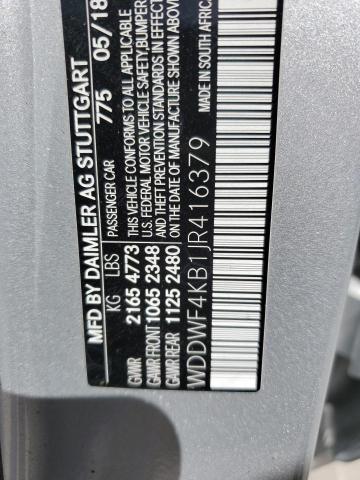 MFD BY DAIMLER AG STUTTGART
775 05/18
KG LBS PASSENGER CAR
GVWR 2165 4773 THIS VEHICLE CONFORMS TO ALL APPLICABLE
GAWR FRONT 1065 2348 U.S. FEDERAL MOTOR VEHICLE SAFETY, BUMPER
GAWR REAR 1125 2480 AND THEFT PREVENTION STANDARDS IN EFFECT
ON THE DATE OF MANUFACTURE SHOWN ABOVE
WDDWF4KB1JR416379
MADE IN SOUTH AFRICA